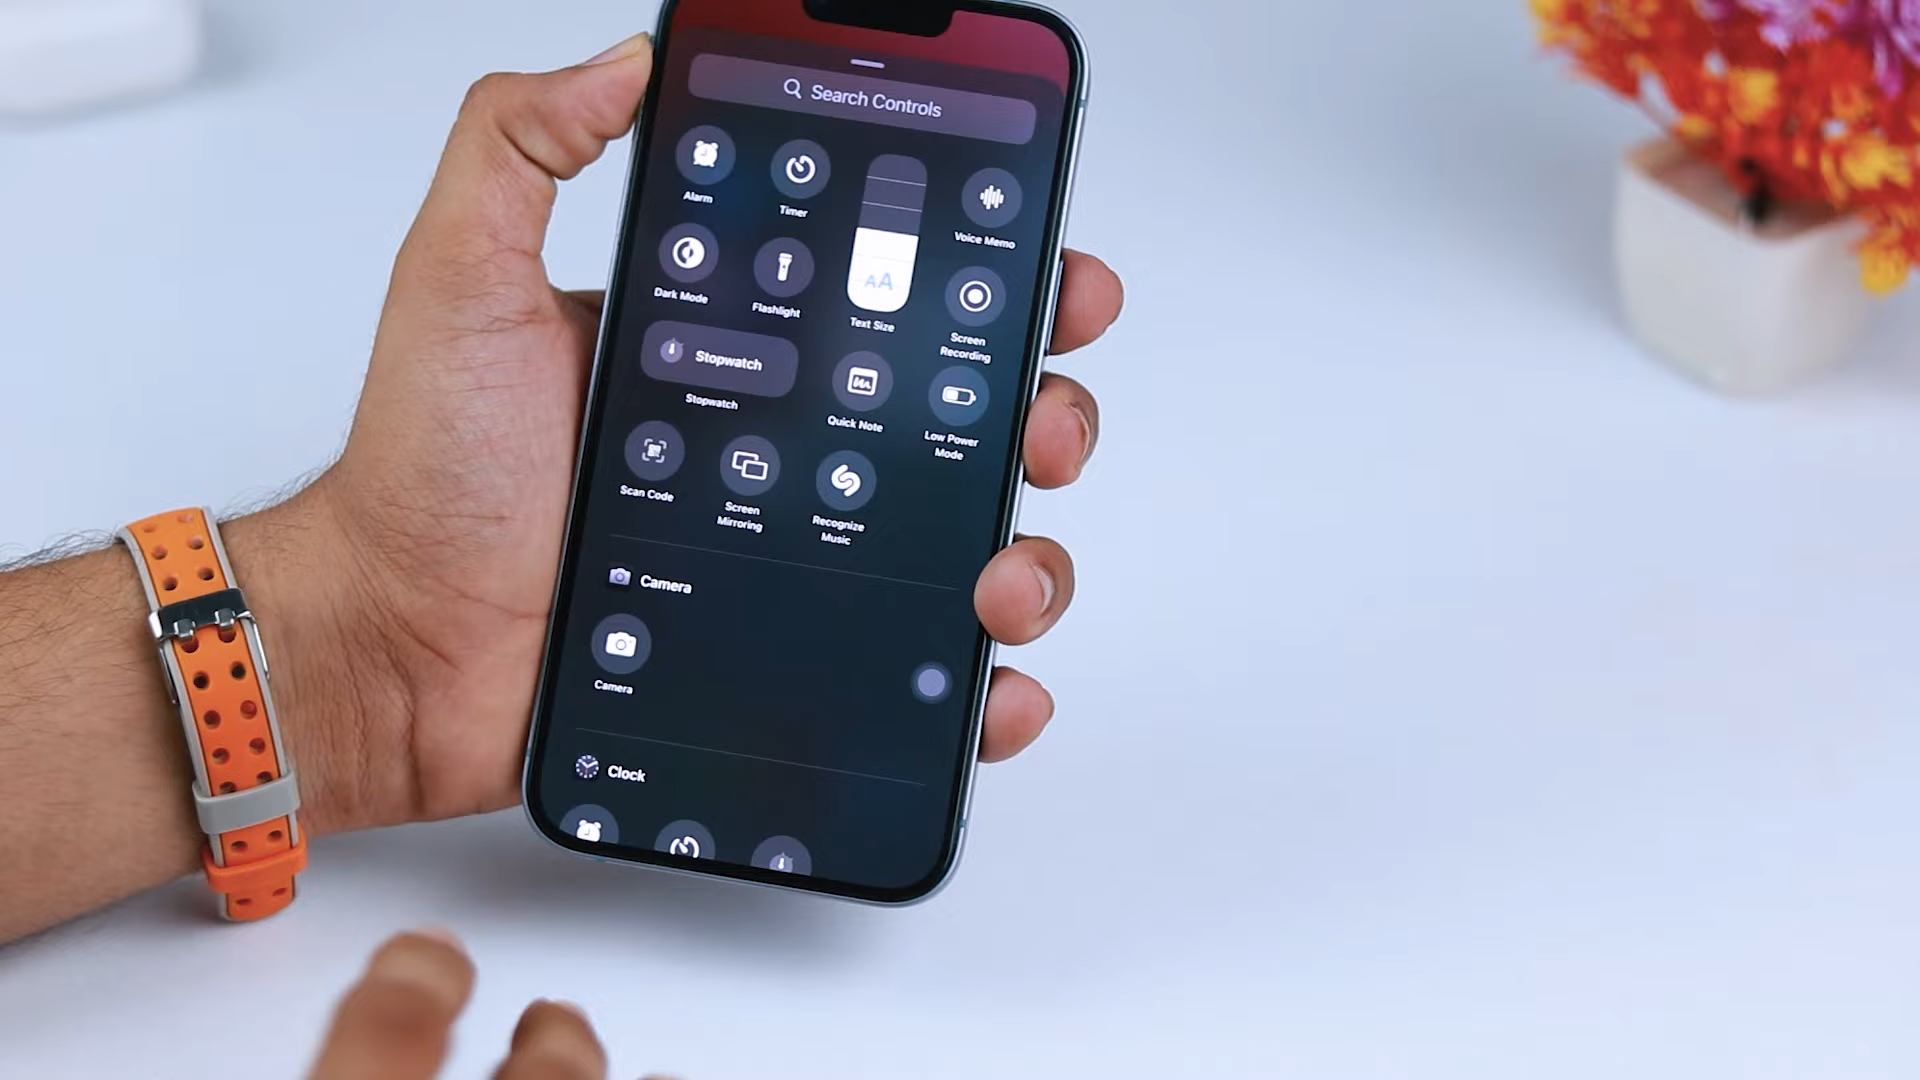 Search Controls
Alarm
Timer
Voice Memo
Dark Mode
Flashlight
AA
Text Size
Screen
Recording
Stopwatch
Stopwatch
Quick Note
Low Power
Mode
Scan Code
Screen
Mirroring
Recognize
Music
Camera
Camera
Clock